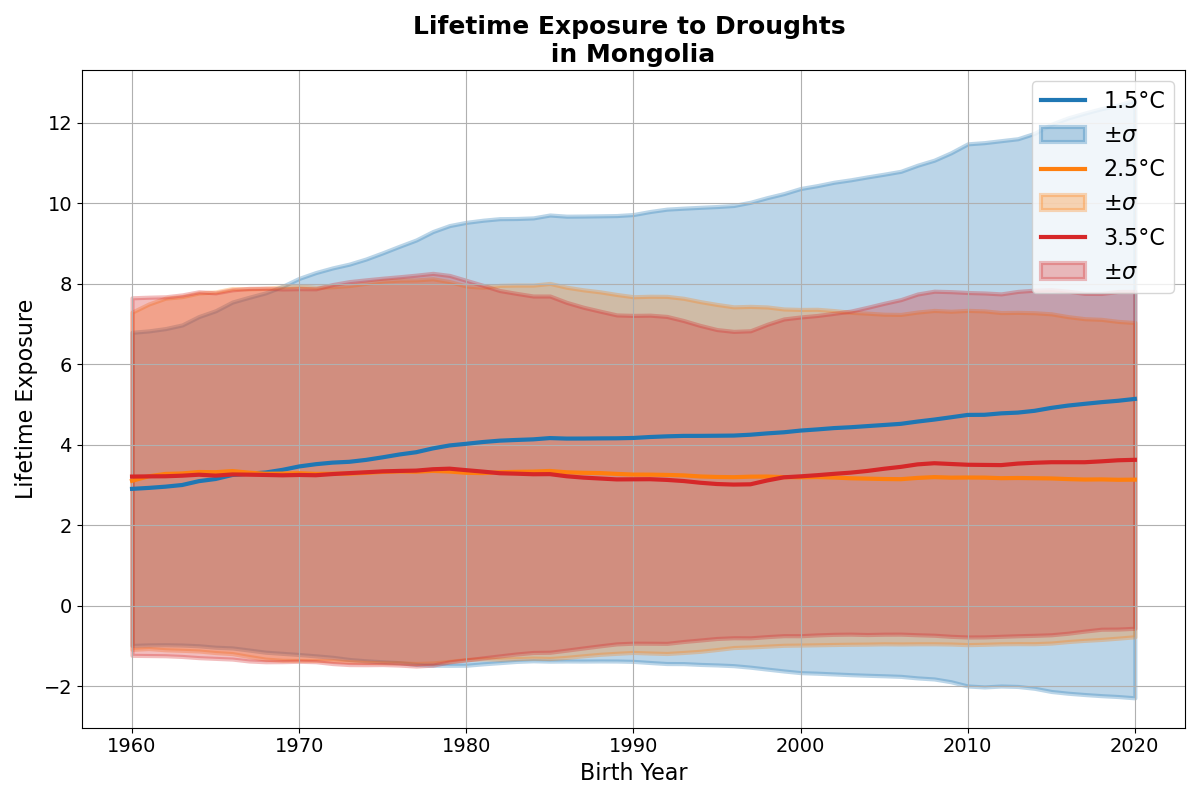 Lifetime Exposure to Droughts
in Mongolia
1.5°C
±σ
2.5°C
±σ
3.5°C
±σ
Lifetime Exposure
12
10
8
6
4
2
0
−2
1960
1970
1980
1990
2000
2010
2020
Birth Year